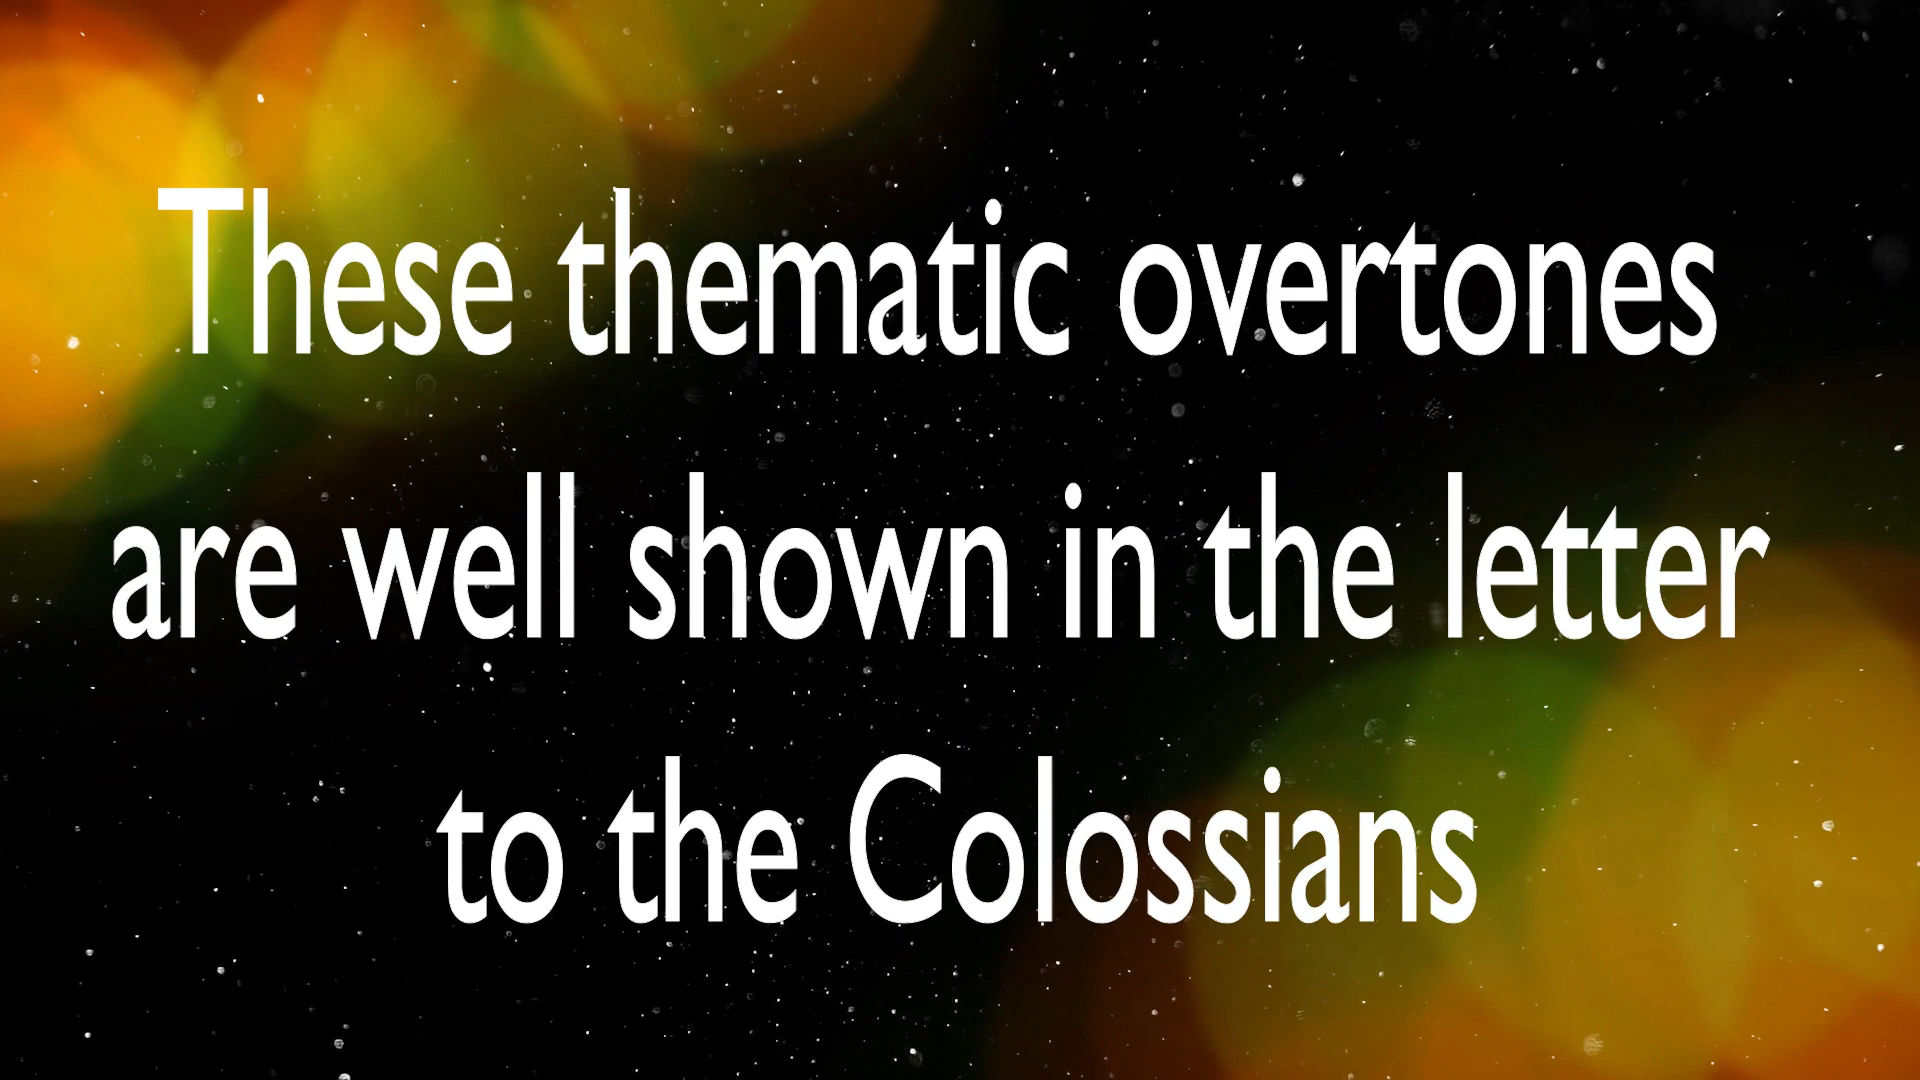 These thematic overtones
are well shown in the letter
to the Colossians